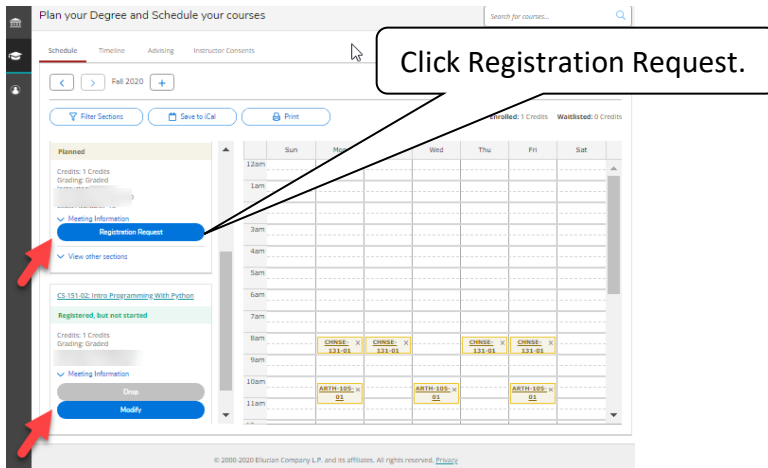 Plan your Degree and Schedule your courses
Search for courses...
Click Registration Request.
Schedule Timeline Advising Instructor Consents
Fall 2020
Filter Sections Save to iCal Print
Enrolled: 1 Credits Waitlisted: 0 Credits
Planned
Credits: 1 Credits
Grading: Graded
Meeting Information
Registration Request
View other sections
CS-151-02: Intro Programming With Python
Registered, but not started
Credits: 1 Credits
Grading: Graded
Meeting Information
Drop
Modify
Sun Mon Wed Thu Fri Sat
12am
1am
3am
4am
5am
6am
7am
8am
CHNSE- x CHNSE- x CHNSE- x CHNSE- x
131-01 131-01 131-01 131-01
9am
10am
ARTH-105- x ARTH-105- x ARTH-105- x
01 01 01
11am
© 2000-2020 Ellucian Company L.P. and its affiliates. All rights reserved. Privacy